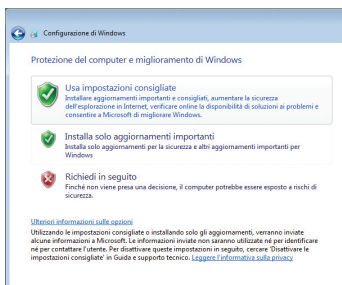 Configurazione di Windows
Protezione del computer e miglioramento di Windows
Usa impostazioni consigliate
Installare aggiornamenti importanti e consigliati, aumentare la sicurezza
dell'esplorazione in Internet, verificare online la disponibilità di soluzioni ai problemi e
consentire a Microsoft di migliorare Windows.
Installa solo aggiornamenti importanti
Installa solo aggiornamenti per la sicurezza e altri aggiornamenti importanti per
Windows
Richiedi in seguito
Finché non viene presa una decisione, il computer potrebbe essere esposto a rischi di
sicurezza.
Ulteriori informazioni sulle opzioni
Utilizzando le impostazioni consigliate o installando solo gli aggiornamenti, verranno inviate
alcune informazioni a Microsoft. Le informazioni inviate non saranno utilizzate né per identificare
né per contattare l'utente. Per disattivare queste impostazioni in seguito, cercare 'Disattivare le
impostazioni consigliate' in Guida e supporto tecnico. Leggere l'informativa sulla privacy